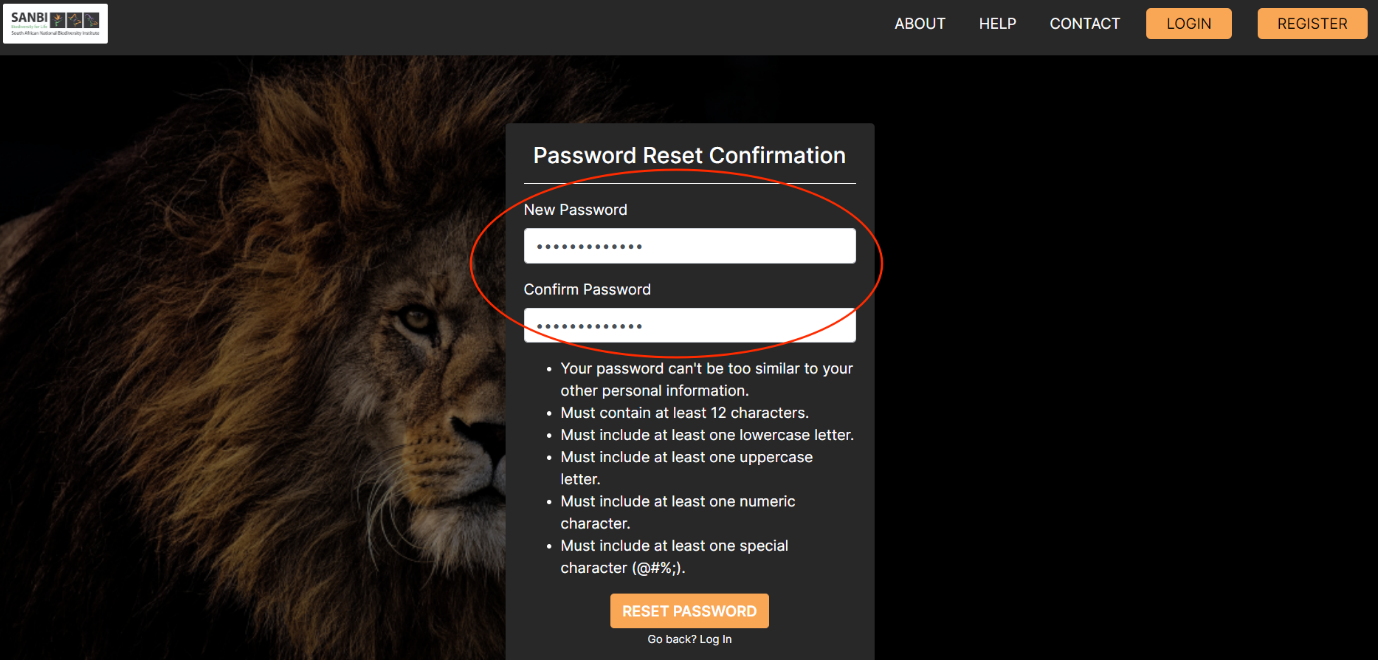 SANBI
Biodiversity for Life
South African National Biodiversity Institute
ABOUT HELP CONTACT LOGIN REGISTER
Password Reset Confirmation
New Password
Confirm Password
• Your password can't be too similar to your
other personal information.
• Must contain at least 12 characters.
• Must include at least one lowercase letter.
• Must include at least one uppercase
letter.
• Must include at least one numeric
character.
• Must include at least one special
character (@#%;).
RESET PASSWORD
Go back? Log In